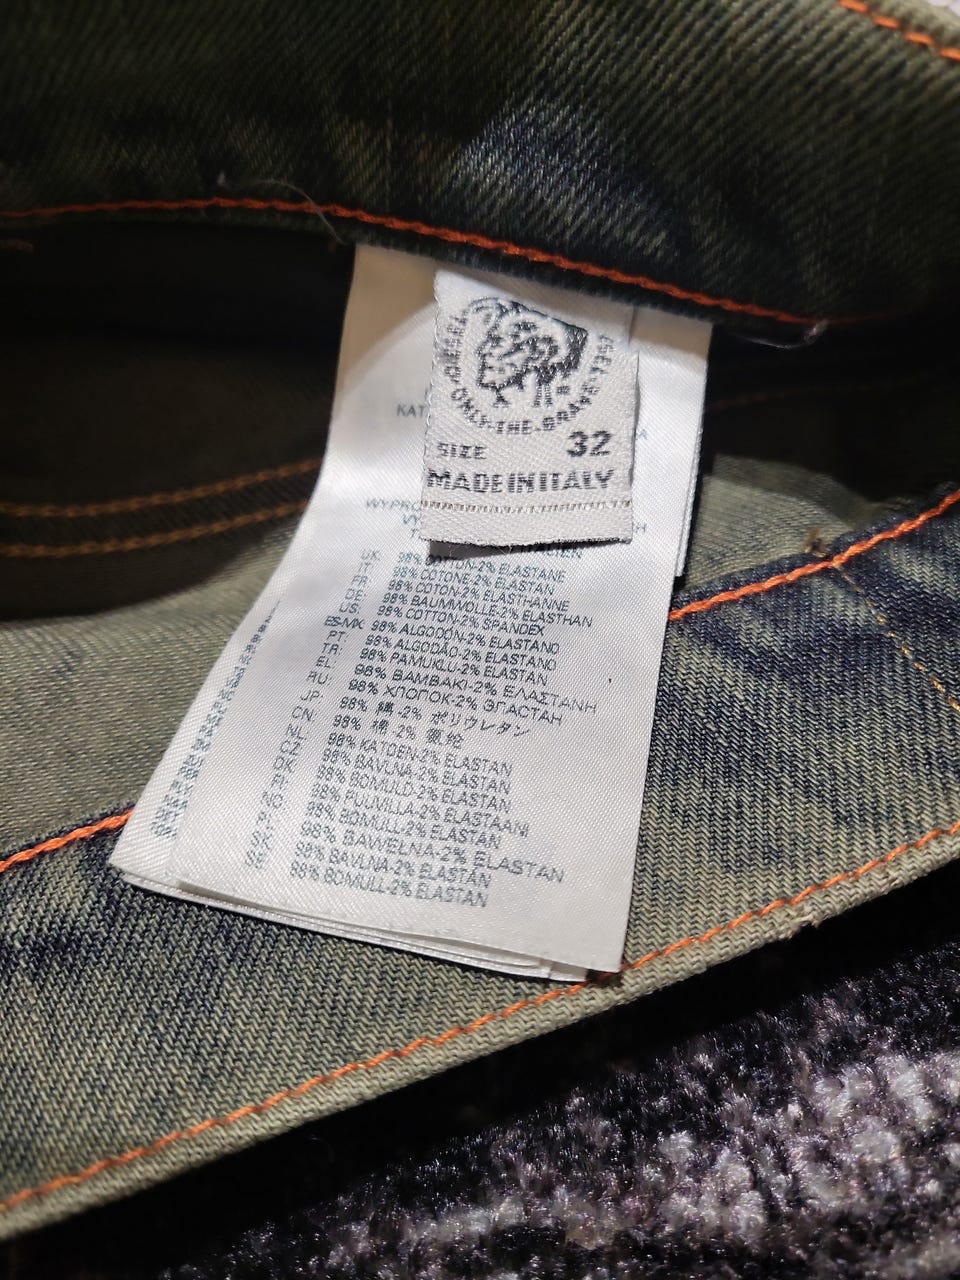 DIESEL
ONLY·THE·BRAVE
SIZE 32
MADE IN ITALY
KAT
WYPRO
UK: 98% COTTON-2% ELASTANE
IT: 98% COTONE-2% ELASTANE
FR: 98% COTON-2% ELASTHANNE
DE: 98% BAUMWOLLE-2% ELASTHAN
US: 98% COTTON-2% SPANDEX
ES-MX: 98% ALGODÓN-2% ELASTANO
PT: 98% ALGODÃO-2% ELASTANO
TR: 98% PAMUKLU-2% ELASTAN
EL: 98% ΒΑΜΒΑΚΙ-2% ΕΛΑΣΤΑΝΗ
RU: 98% ХЛОПОК-2% ЭЛАСТАН
JP: 98% 綿-2% ポリウレタン
CN: 98% 棉-2% 氨纶
NL: 98% KATOEN-2% ELASTAN
CZ: 98% BAVLNA-2% ELASTAN
DK: 98% BOMULD-2% ELASTAN
FI: 98% PUUVILLA-2% ELASTAANI
NO: 98% BOMULL-2% ELASTAN
PL: 98% BAWEŁNA-2% ELASTAN
SK: 98% BAVLNA-2% ELASTÁN
SE: 98% BOMULL-2% ELASTAN